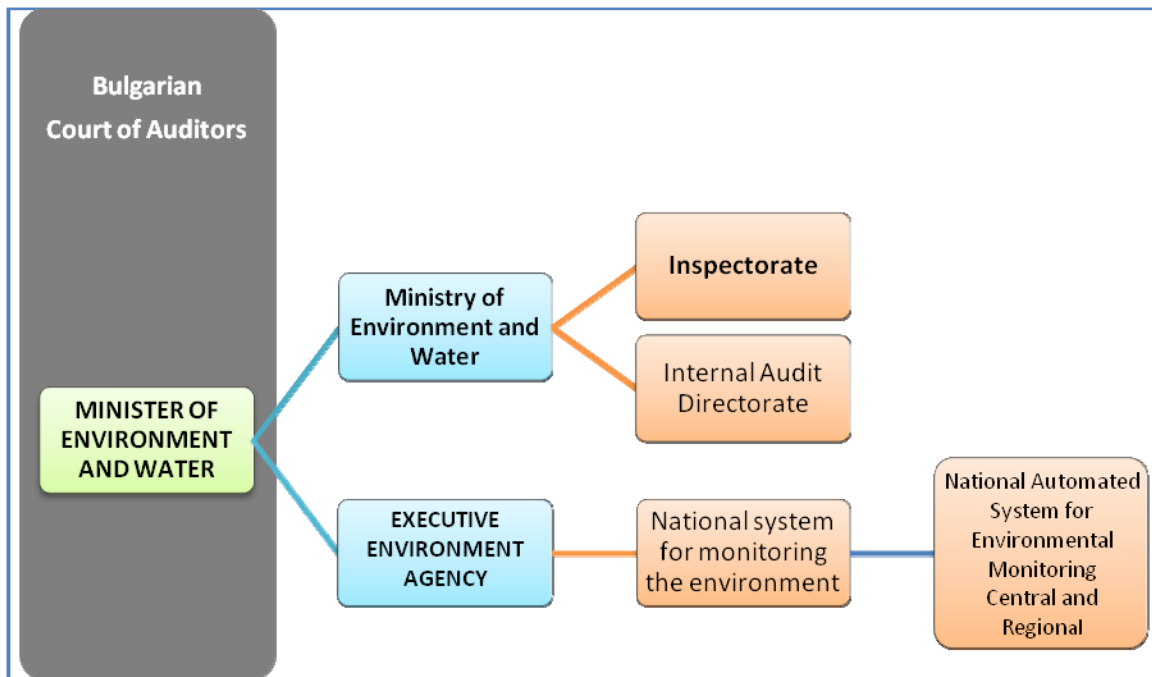 Bulgarian
Court of Auditors
MINISTER OF
ENVIRONMENT
AND WATER
Ministry of
Environment and
Water
EXECUTIVE
ENVIRONMENT
AGENCY
Inspectorate
Internal Audit
Directorate
National system
for monitoring
the environment
National Automated
System for
Environmental
Monitoring
Central and
Regional